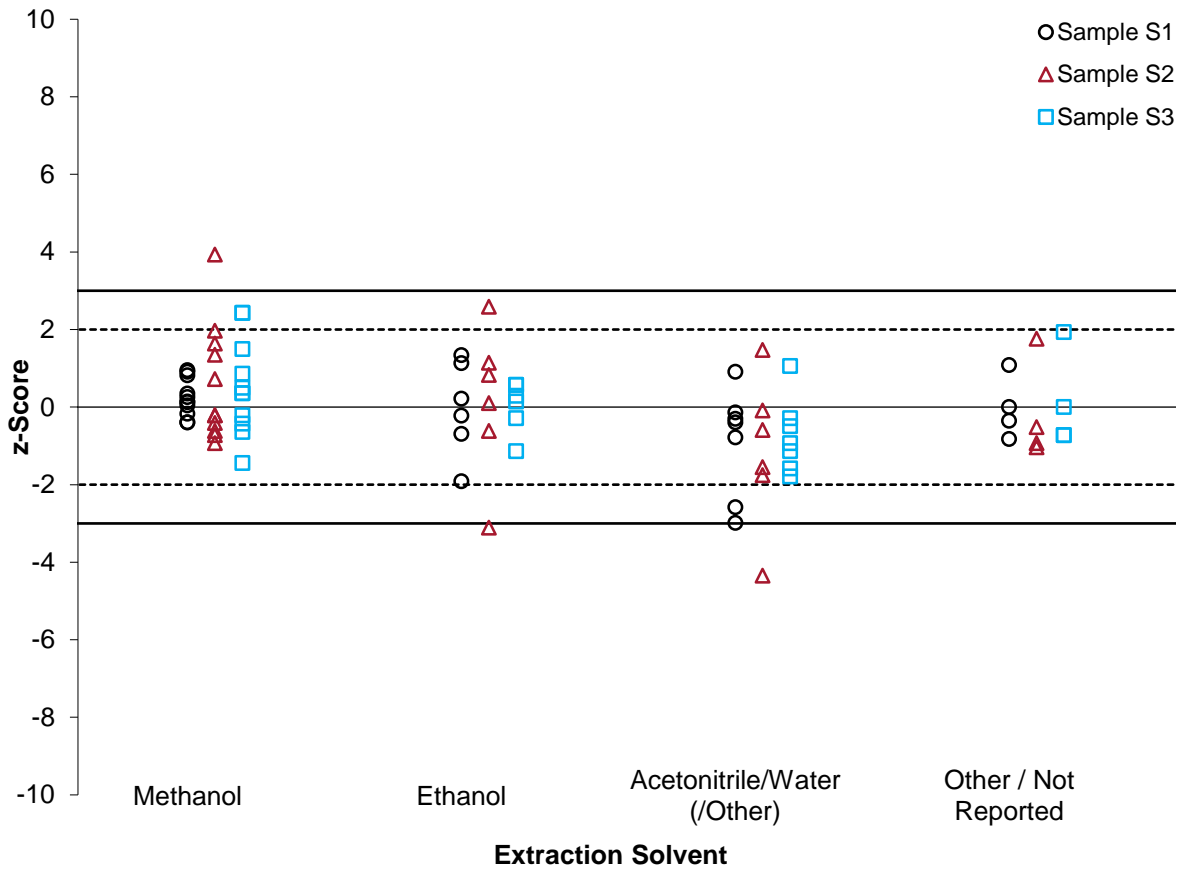 10
8
6
4
2
0
-2
-4
-6
-8
-10
z-Score
Sample S1
Sample S2
Sample S3
Methanol
Ethanol
Acetonitrile/Water
(/Other)
Other / Not
Reported
Extraction Solvent